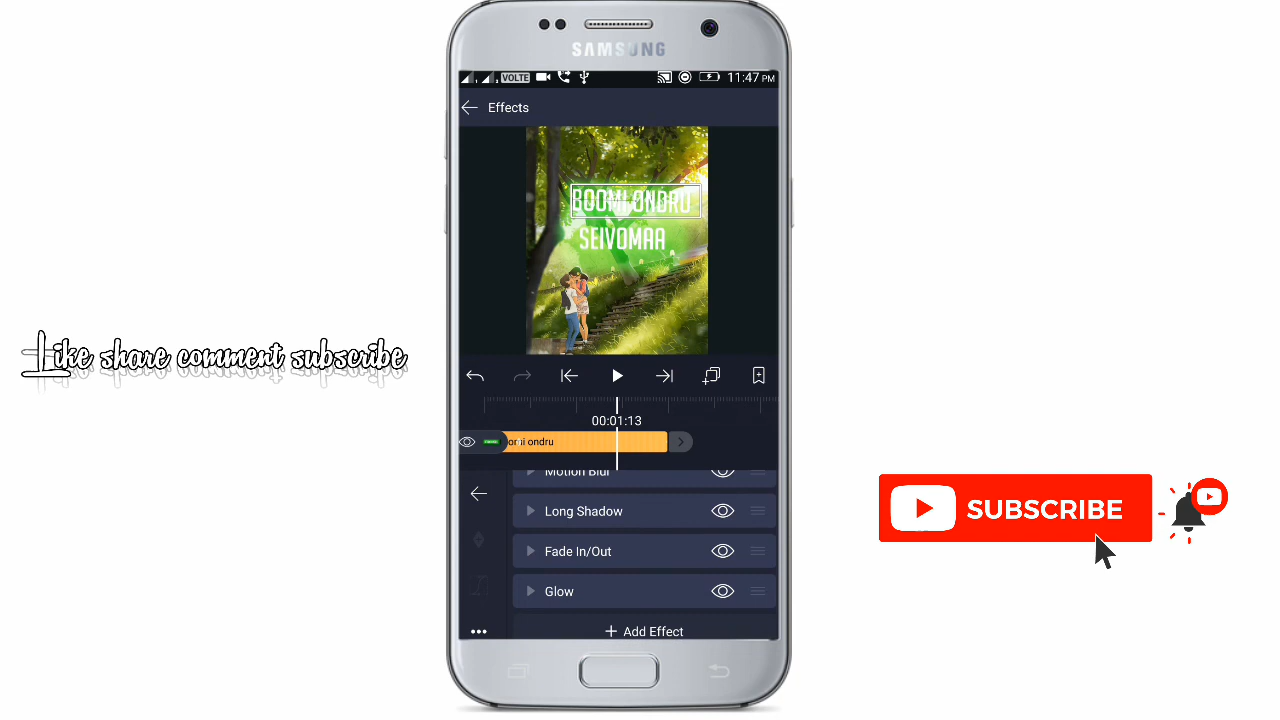 SAMSUNG
VOLTE
11:47 PM
Effects
BOOMI ONDRU
SEIVOMAA
Like share comment subscribe
00:01:13
ondru
Motion Blur
Long Shadow
SUBSCRIBE
Fade In/Out
Glow
+ Add Effect